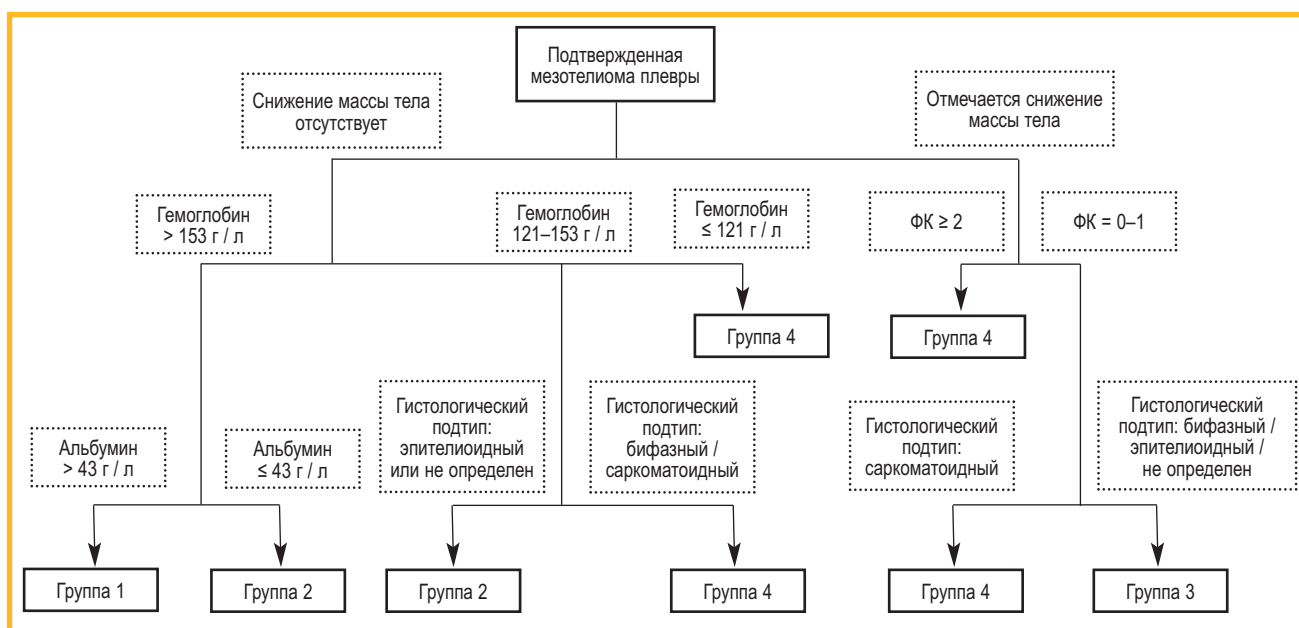 Подтвержденная
мезотелиома плевры
Снижение массы тела
отсутствует
Отмечается снижение
массы тела
Гемоглобин
> 153 г / л
Гемоглобин
121–153 г / л
Гемоглобин
≤ 121 г / л
ФК ≥ 2
ФК = 0–1
Группа 4
Группа 4
Альбумин
> 43 г / л
Альбумин
≤ 43 г / л
Гистологический
подтип:
эпителиоидный
или не определен
Гистологический
подтип:
бифазный /
саркоматоидный
Гистологический
подтип:
саркоматоидный
Гистологический
подтип: бифазный /
эпителиоидный /
не определен
Группа 1
Группа 2
Группа 2
Группа 4
Группа 4
Группа 3